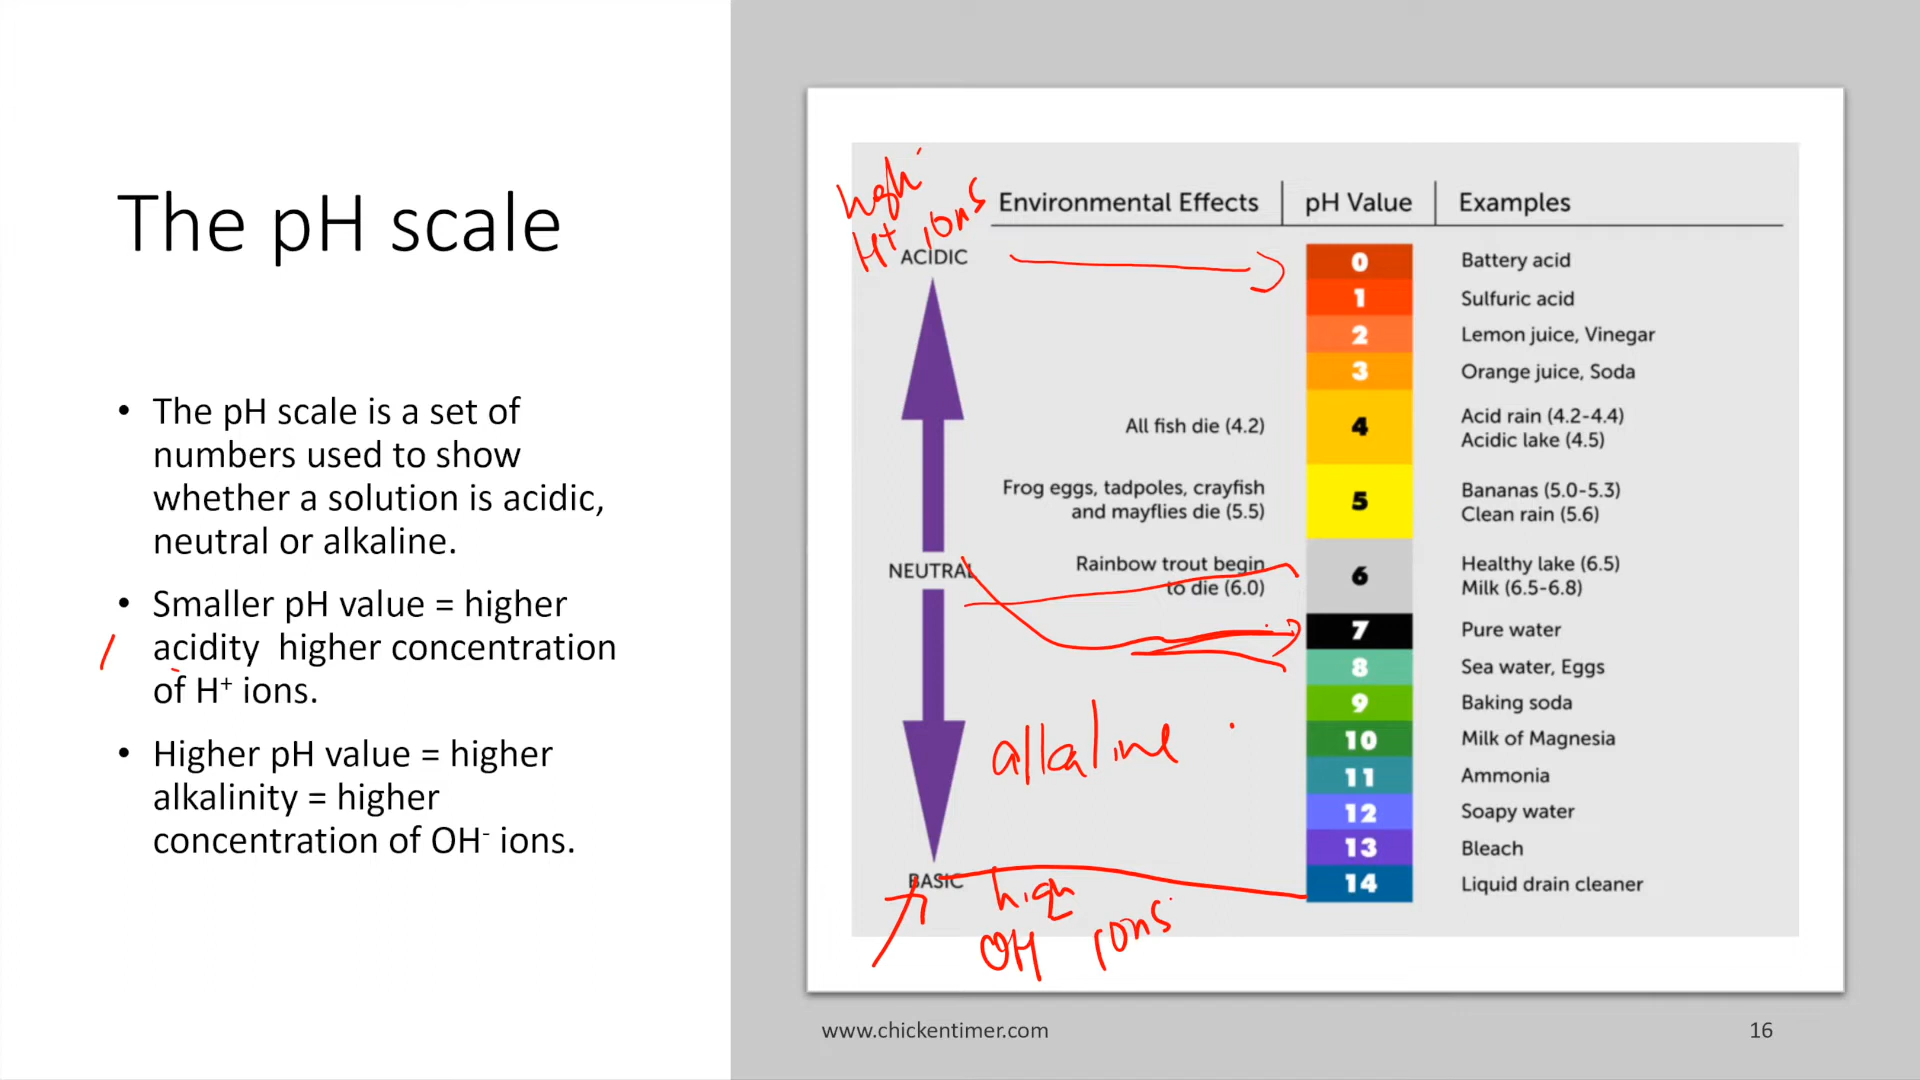 The pH scale
• The pH scale is a set of
numbers used to show
whether a solution is acidic,
neutral or alkaline.
• Smaller pH value = higher
acidity  higher concentration
of H⁺ ions.
• Higher pH value = higher
alkalinity = higher
concentration of OH⁻ ions.
high
H⁺ ions
Environmental Effects | pH Value | Examples
ACIDIC
0 Battery acid
1 Sulfuric acid
2 Lemon juice, Vinegar
3 Orange juice, Soda
All fish die (4.2) 4 Acid rain (4.2-4.4)
Acidic lake (4.5)
Frog eggs, tadpoles, crayfish
and mayflies die (5.5)
5 Bananas (5.0-5.3)
Clean rain (5.6)
NEUTRAL
Rainbow trout begin
to die (6.0)
6 Healthy lake (6.5)
Milk (6.5-6.8)
7 Pure water
8 Sea water, Eggs
9 Baking soda
alkaline
10 Milk of Magnesia
11 Ammonia
12 Soapy water
13 Bleach
BASIC
14 Liquid drain cleaner
high
OH ions
www.chickentimer.com
16